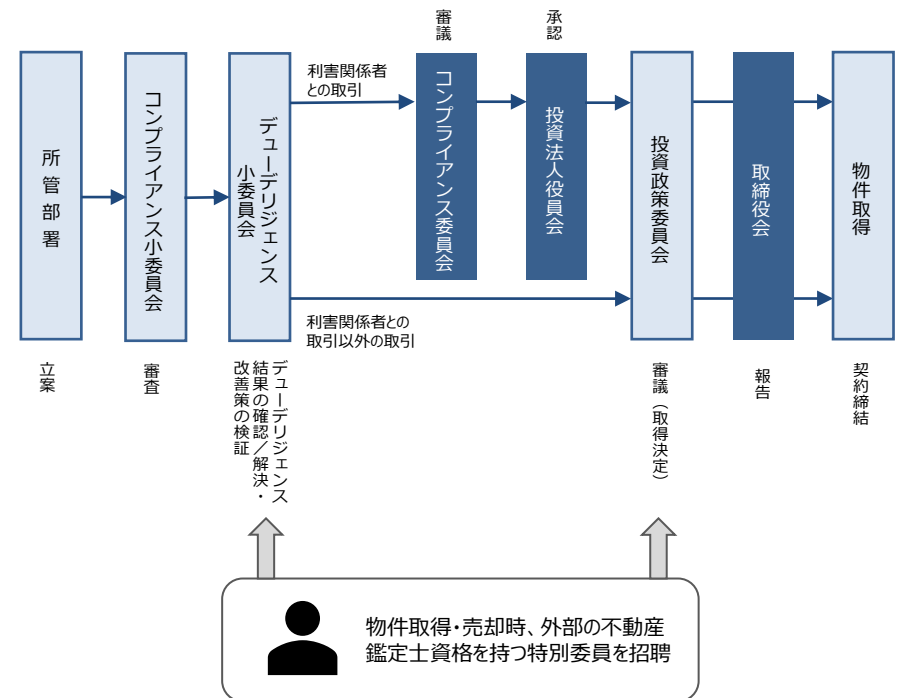 所管部署
立案
コンプライアンス小委員会
審査
デューデリジェンス
小委員会
デューデリジェンス
結果の確認／解決・
改善策の検証
利害関係者
との取引
利害関係者との
取引以外の取引
審議
コンプライアンス委員会
承認
投資法人役員会
投資政策委員会
審議（取得決定）
取締役会
報告
物件取得
契約締結
物件取得・売却時、外部の不動産
鑑定士資格を持つ特別委員を招聘